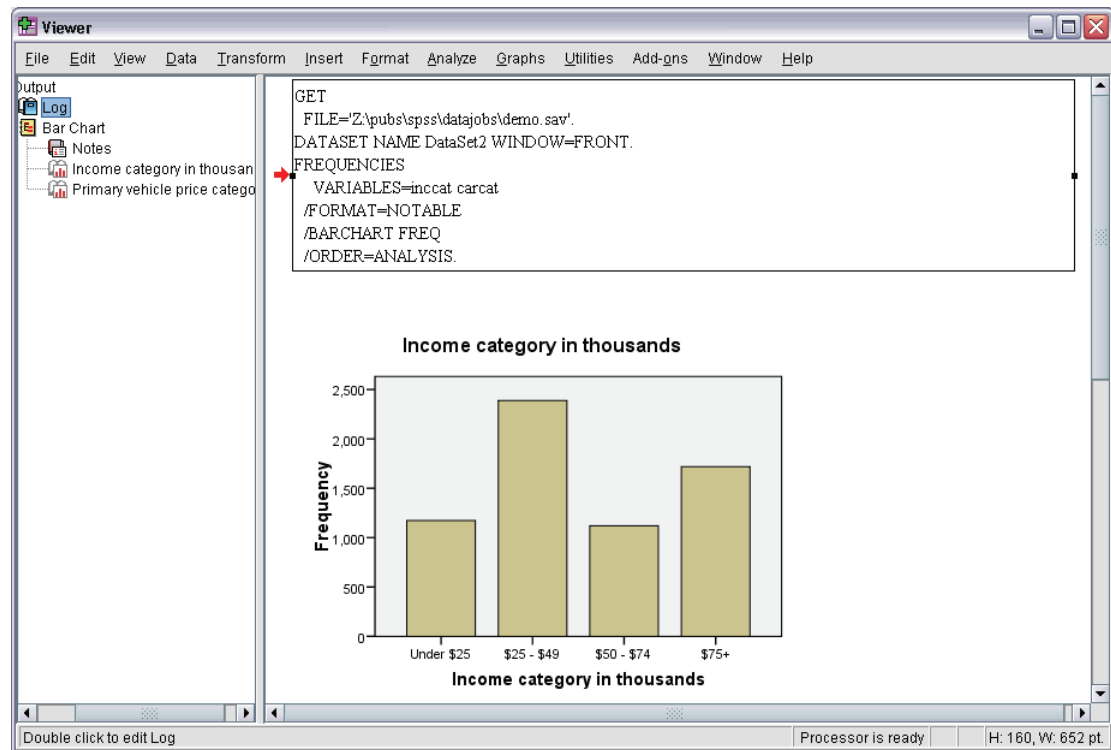 Viewer
File Edit View Data Transform Insert Format Analyze Graphs Utilities Add-ons Window Help
Output
Log
Bar Chart
Notes
Income category in thousan
Primary vehicle price catego
GET
FILE='Z:\pubs\spss\datajobs\demo.sav'.
DATASET NAME DataSet2 WINDOW=FRONT.
FREQUENCIES
VARIABLES=inccat carcat
/FORMAT=NOTABLE
/BARCHART FREQ
/ORDER=ANALYSIS.
Income category in thousands
Frequency
2,500
2,000
1,500
1,000
500
0
Under $25 $25 - $49 $50 - $74 $75+
Income category in thousands
Double click to edit Log Processor is ready H: 160, W: 652 pt.